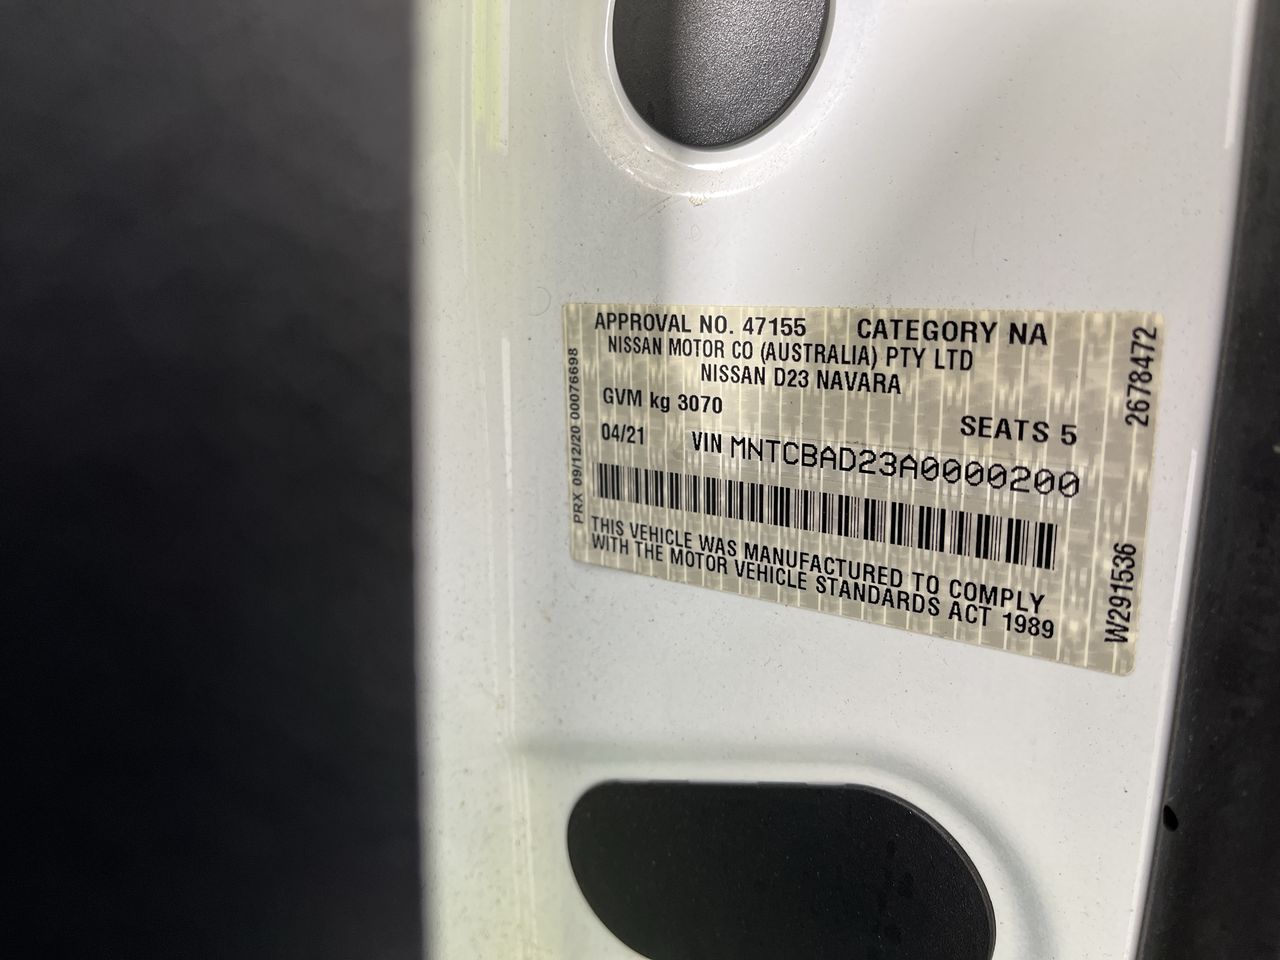 APPROVAL NO. 47155 CATEGORY NA
NISSAN MOTOR CO (AUSTRALIA) PTY LTD
NISSAN D23 NAVARA
GVM kg 3070
SEATS 5
04/21 VIN MNTCBAD23A0000200
THIS VEHICLE WAS MANUFACTURED TO COMPLY
WITH THE MOTOR VEHICLE STANDARDS ACT 1989
PRX 09/12/20 00076698
2678472
W291536